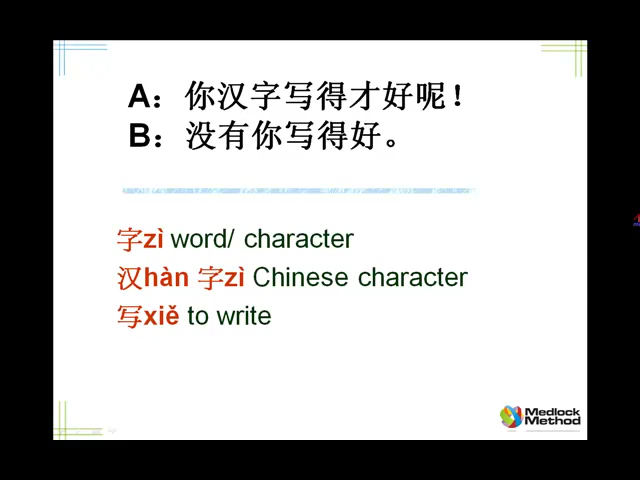 A：你汉字写得才好呢！
B：没有你写得好。
字zì word/ character
汉hàn 字zì Chinese character
写xiě to write
Medlock
Method